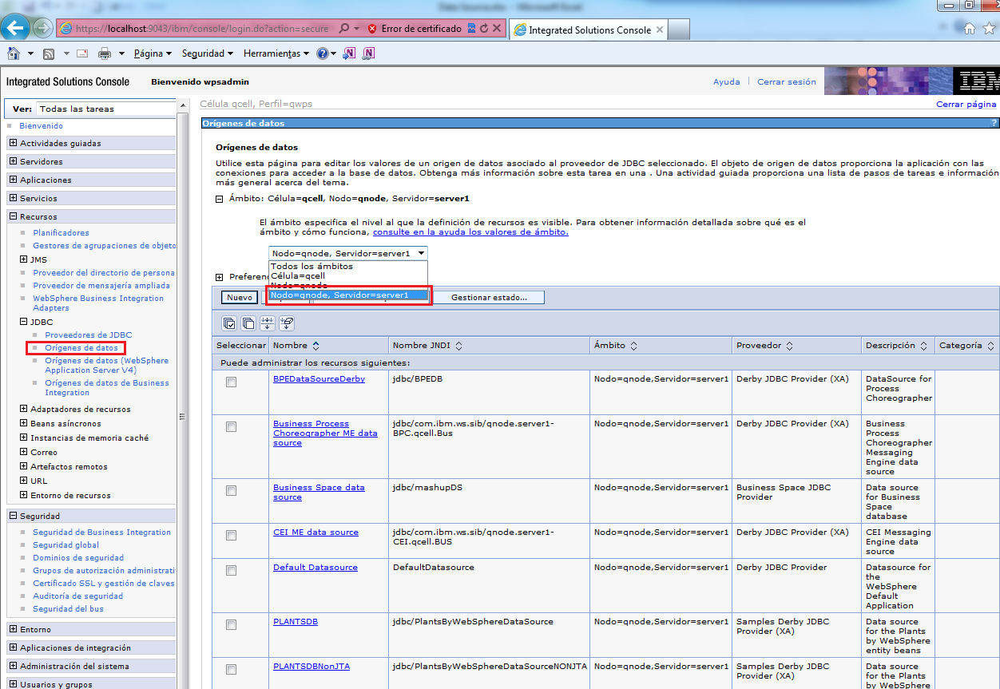 Data Source.doc - Microsoft Excel
https://localhost:9043/ibm/console/login.do?action=secure
Error de certificado
Integrated Solutions Console
Página
Seguridad
Herramientas
Integrated Solutions Console
Bienvenido wpsadmin
Ayuda
Cerrar sesión
IBM
Ver: Todas las tareas
Bienvenido
Actividades guiadas
Servidores
Aplicaciones
Servicios
Recursos
Planificadores
Gestores de agrupaciones de objeto
JMS
Proveedor del directorio de persona
Proveedor de mensajería ampliada
WebSphere Business Integration
Adapters
JDBC
Proveedores de JDBC
Orígenes de datos
Orígenes de datos (WebSphere
Application Server V4)
Orígenes de datos de Business
Integration
Adaptadores de recursos
Beans asíncronos
Instancias de memoria caché
Correo
Artefactos remotos
URL
Entorno de recursos
Seguridad
Seguridad de Business Integration
Seguridad global
Dominios de seguridad
Grupos de autorización administrati
Certificado SSL y gestión de claves
Auditoría de seguridad
Seguridad del bus
Entorno
Aplicaciones de integración
Administración del sistema
Usuarios y grupos
Célula qcell, Perfil=qwps
Cerrar página
Orígenes de datos
?
Orígenes de datos
Utilice esta página para editar los valores de un origen de datos asociado al proveedor de JDBC seleccionado. El objeto de origen de datos proporciona la aplicación con las
conexiones para acceder a la base de datos. Obtenga más información sobre esta tarea en una . Una actividad guiada proporciona una lista de pasos de tareas e información
más general acerca del tema.
Ámbito: Célula=qcell, Nodo=qnode, Servidor=server1
El ámbito especifica el nivel al que la definición de recursos es visible. Para obtener información detallada sobre qué es el
ámbito y cómo funciona, consulte en la ayuda los valores de ámbito.
Nodo=qnode, Servidor=server1
Todos los ámbitos
Célula=qcell
Nodo=qnode
Nodo=qnode, Servidor=server1
Preferen
Nuevo
Gestionar estado...
Seleccionar Nombre Nombre JNDI Ámbito Proveedor Descripción Categoría
Puede administrar los recursos siguientes:
BPEDataSourceDerby jdbc/BPEDB Nodo=qnode,Servidor=server1 Derby JDBC Provider (XA) DataSource for
Process
Choreographer
Business Process jdbc/com.ibm.ws.sib/qnode.server1- Nodo=qnode,Servidor=server1 Derby JDBC Provider (XA) Business
Choreographer ME data BPC.qcell.Bus Process
source Choreographer
Messaging
Engine data
source
Business Space data jdbc/mashupDS Nodo=qnode,Servidor=server1 Business Space JDBC Data source
source Provider for Business
Space
database
CEI ME data source jdbc/com.ibm.ws.sib/qnode.server1- Nodo=qnode,Servidor=server1 Derby JDBC Provider (XA) CEI Messaging
CEI.qcell.BUS Engine data
source
Default Datasource DefaultDatasource Nodo=qnode,Servidor=server1 Derby JDBC Provider Datasource for
the
WebSphere
Default
Application
PLANTSDB jdbc/PlantsByWebSphereDataSource Nodo=qnode,Servidor=server1 Samples Derby JDBC Data source
Provider (XA) for the Plants
by WebSphere
entity beans
PLANTSDBNonJTA jdbc/PlantsByWebSphereDataSourceNONJTA Nodo=qnode,Servidor=server1 Samples Derby JDBC Data source
Provider (XA) for the Plants
by WebSphere